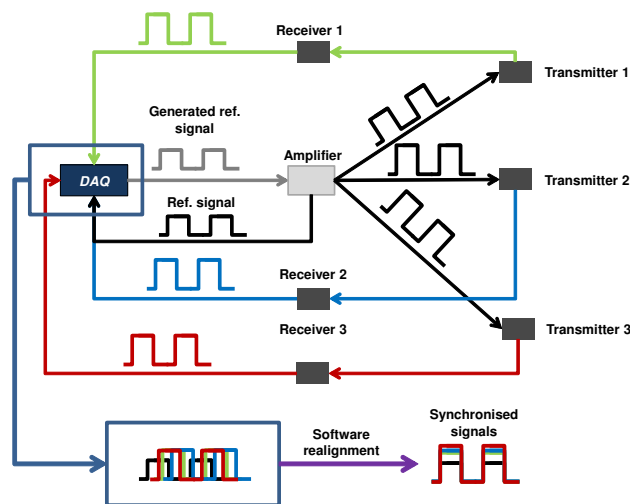 Receiver 1
Transmitter 1
Generated ref.
signal
Amplifier
DAQ
Transmitter 2
Ref. signal
Receiver 2
Receiver 3
Transmitter 3
Software
realignment
Synchronised
signals